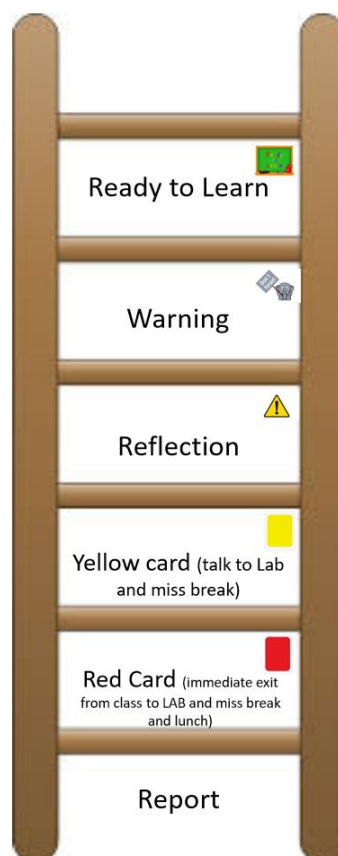 Ready to Learn
Warning
Reflection
Yellow card (talk to Lab
and miss break)
Red Card (immediate exit
from class to LAB and miss break
and lunch)
Report